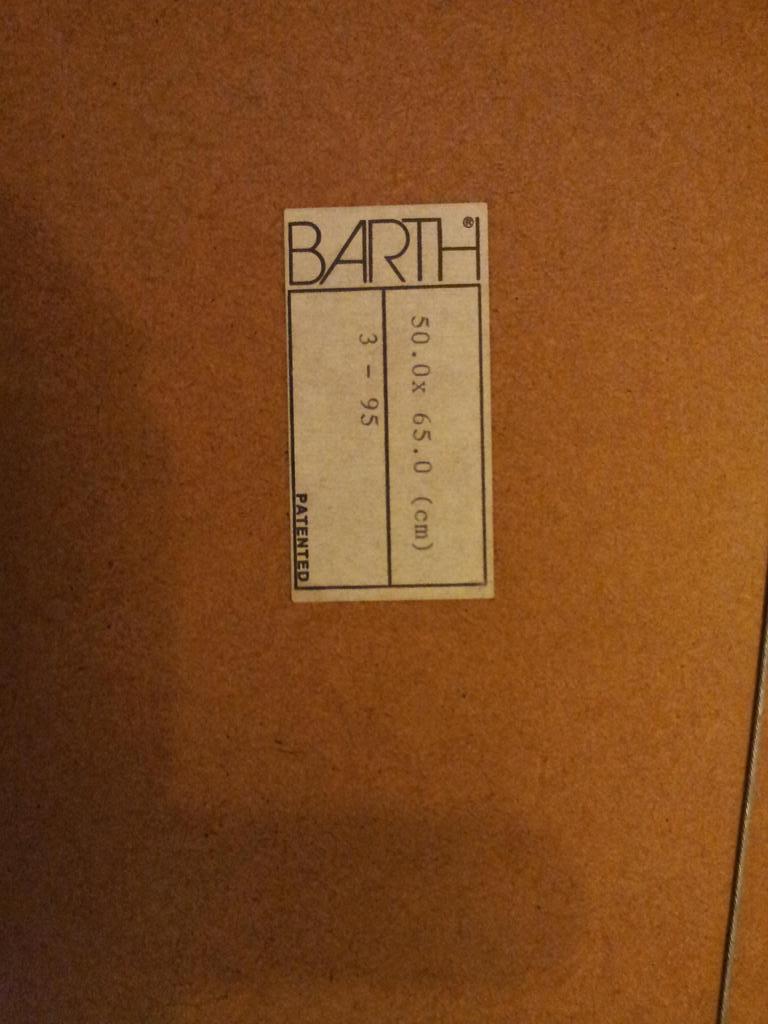 BARTH®
50.0x 65.0 (cm)
3 - 95
PATENTED